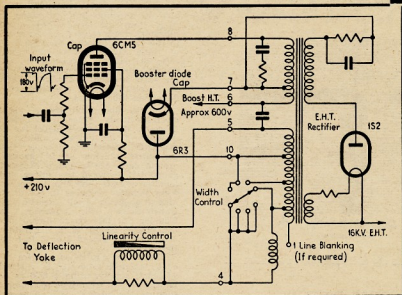 8
Cap
6CM5
Input
waveform
180v
Booster diode
Cap
7
Boost H.T.
6
Approx 600v
5
E.H.T.
Rectifier
1S2
6R3
10
+210v
Width
Control
16K.V. E.H.T.
Linearity Control
1 Line Blanking
(If required)
To Deflection
Yoke
4